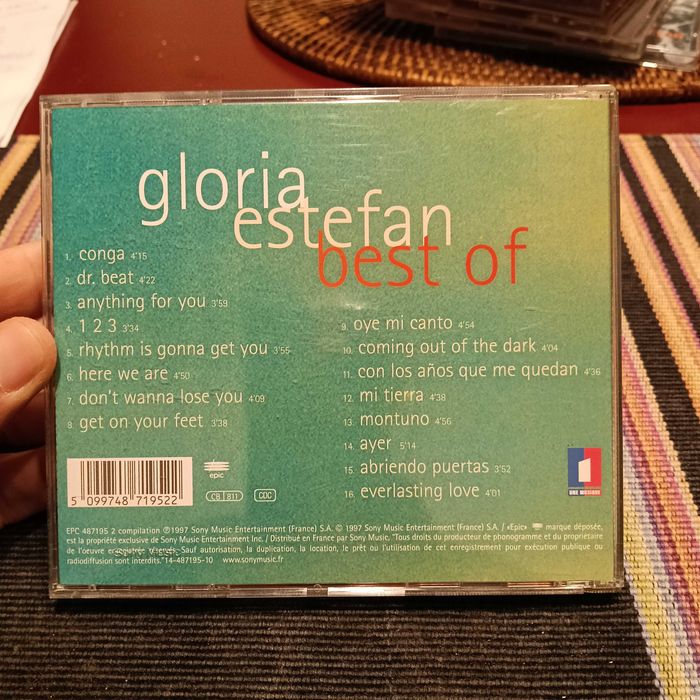 gloria
estefan
best of
1. conga 4'15
2. dr. beat 4'22
3. anything for you 3'59
4. 1 2 3 3'34
5. rhythm is gonna get you 3'55
6. here we are 4'50
7. don't wanna lose you 4'09
8. get on your feet 3'38
9. oye mi canto 4'54
10. coming out of the dark 4'04
11. con los años que me quedan 4'36
12. mi tierra 4'38
13. montuno 4'56
14. ayer 5'14
15. abriendo puertas 3'52
16. everlasting love 4'01
5 099748 719522
epic
CB 811
CDC
1
UNE MUSIQUE
EPC 487195 2 compilation ℗1997 Sony Music Entertainment (France) S.A. © 1997 Sony Music Entertainment (France) S.A. / «Epic» marque déposée,
est la propriété exclusive de Sony Music Entertainment Inc. / Distribué en France par Sony Music. "Tous droits du producteur de phonogramme et du propriétaire
de l'oeuvre enregistrée réservés. Sauf autorisation, la duplication, la location, le prêt ou l'utilisation de cet enregistrement pour exécution publique ou
radiodiffusion sont interdits."14-487195-10 www.sonymusic.fr